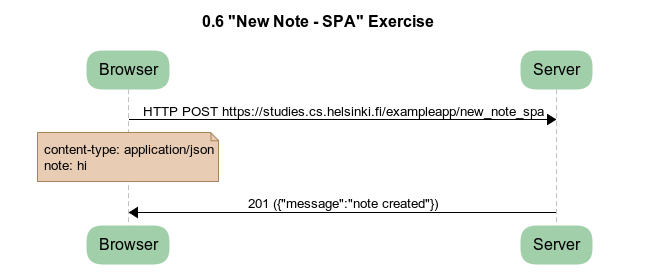 0.6 "New Note - SPA" Exercise
Browser
Server
HTTP POST https://studies.cs.helsinki.fi/exampleapp/new_note_spa
content-type: application/json
note: hi
201 ({"message":"note created"})
Browser
Server